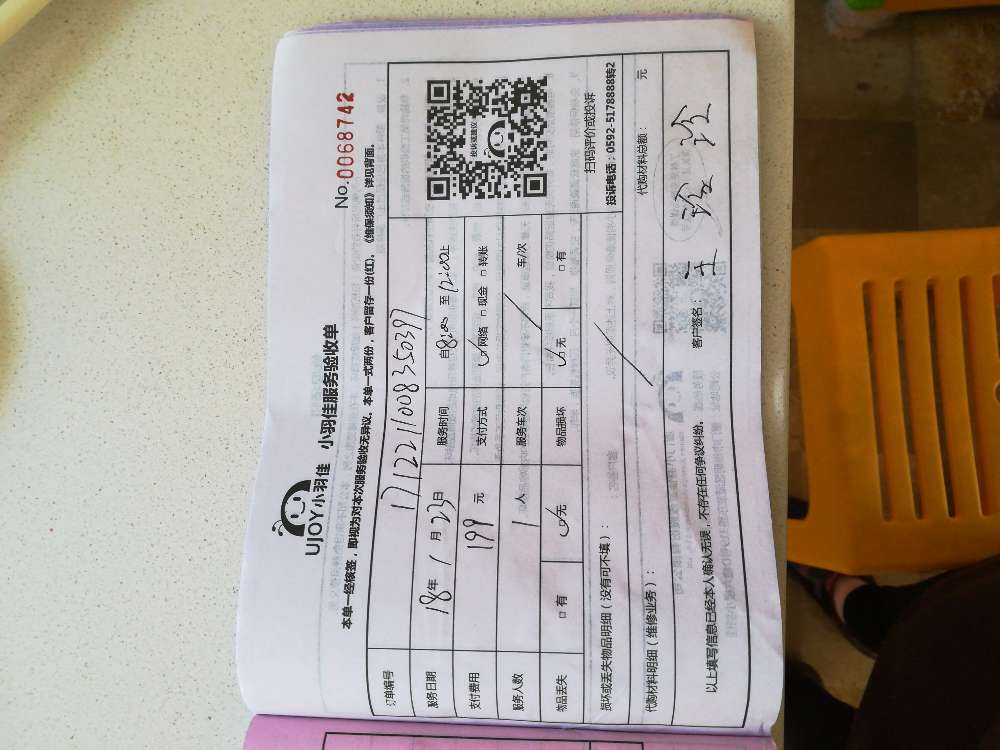 UJOY小羽佳 小羽佳服务验收单
No.0068742
本单一经核签，即视为对本次服务验收无异议。本单一式两份，客户留存一份(红)。《维保须知》详见背面。
订单编号 171221008350397
服务日期 18年 1月 23日 服务时间 自8:00 至 12:00止
支付费用 199 元 支付方式 ☑网络 □现金 □转账
服务人数 1 人 服务车次 / 车/次
物品丢失 □有 ☑无 物品损坏 ☑无 □有
投诉或建议
扫码评价或投诉
投诉电话：0592-5178888转2
损坏或丢失物品明细（没有可不填）：
代购材料明细（维修业务）： 代购材料总额： 元
以上填写信息已经本人确认无误，不存在任何争议纠纷。 客户签名：